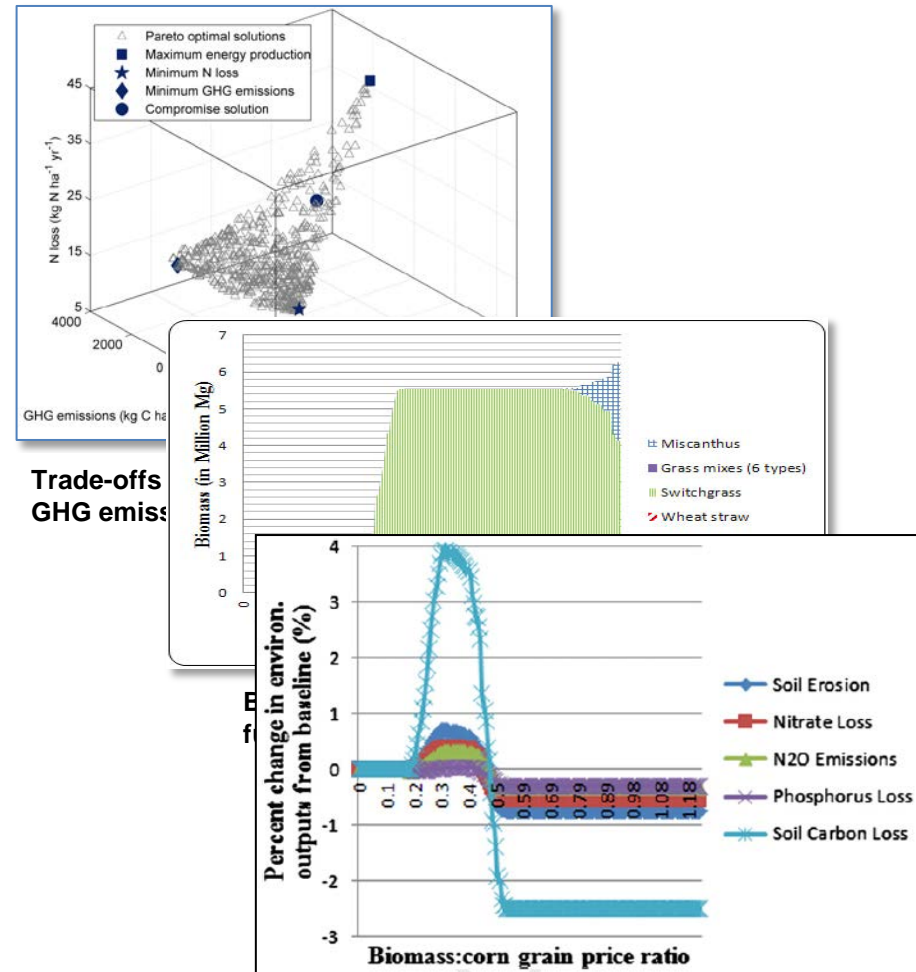 Pareto optimal solutions
Maximum energy production
Minimum N loss
Minimum GHG emissions
Compromise solution
N loss (kg N ha⁻¹ yr⁻¹)
45
35
25
15
5
4000
2000
0
GHG emissions (kg C ha
Trade-offs
GHG emiss
Biomass (in Million Mg)
7
6
5
4
3
2
1
0
0
Miscanthus
Grass mixes (6 types)
Switchgrass
Wheat straw
Percent change in environ.
outputs from baseline (%)
4
3
2
1
0
-1
-2
-3
0
0.1
0.2
0.3
0.4
0.5
0.59
0.69
0.79
0.89
0.98
1.08
1.18
Soil Erosion
Nitrate Loss
N2O Emissions
Phosphorus Loss
Soil Carbon Loss
Biomass:corn grain price ratio